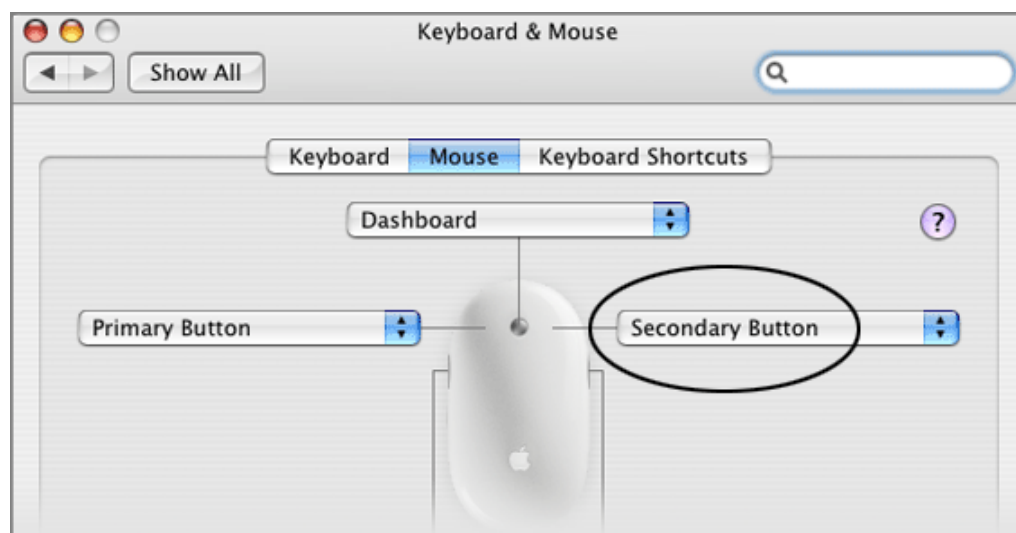 Keyboard & Mouse
Show All
Keyboard Mouse Keyboard Shortcuts
Dashboard
?
Primary Button
Secondary Button